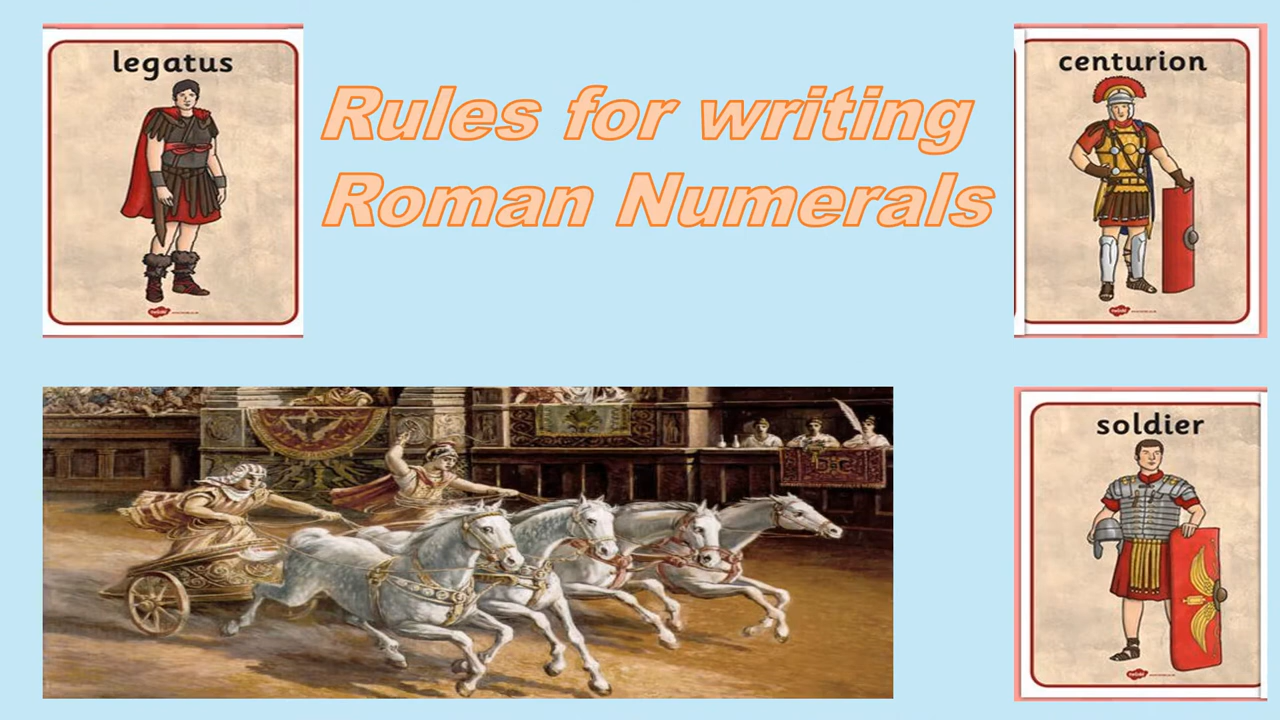 legatus
Rules for writing
Roman Numerals
centurion
soldier